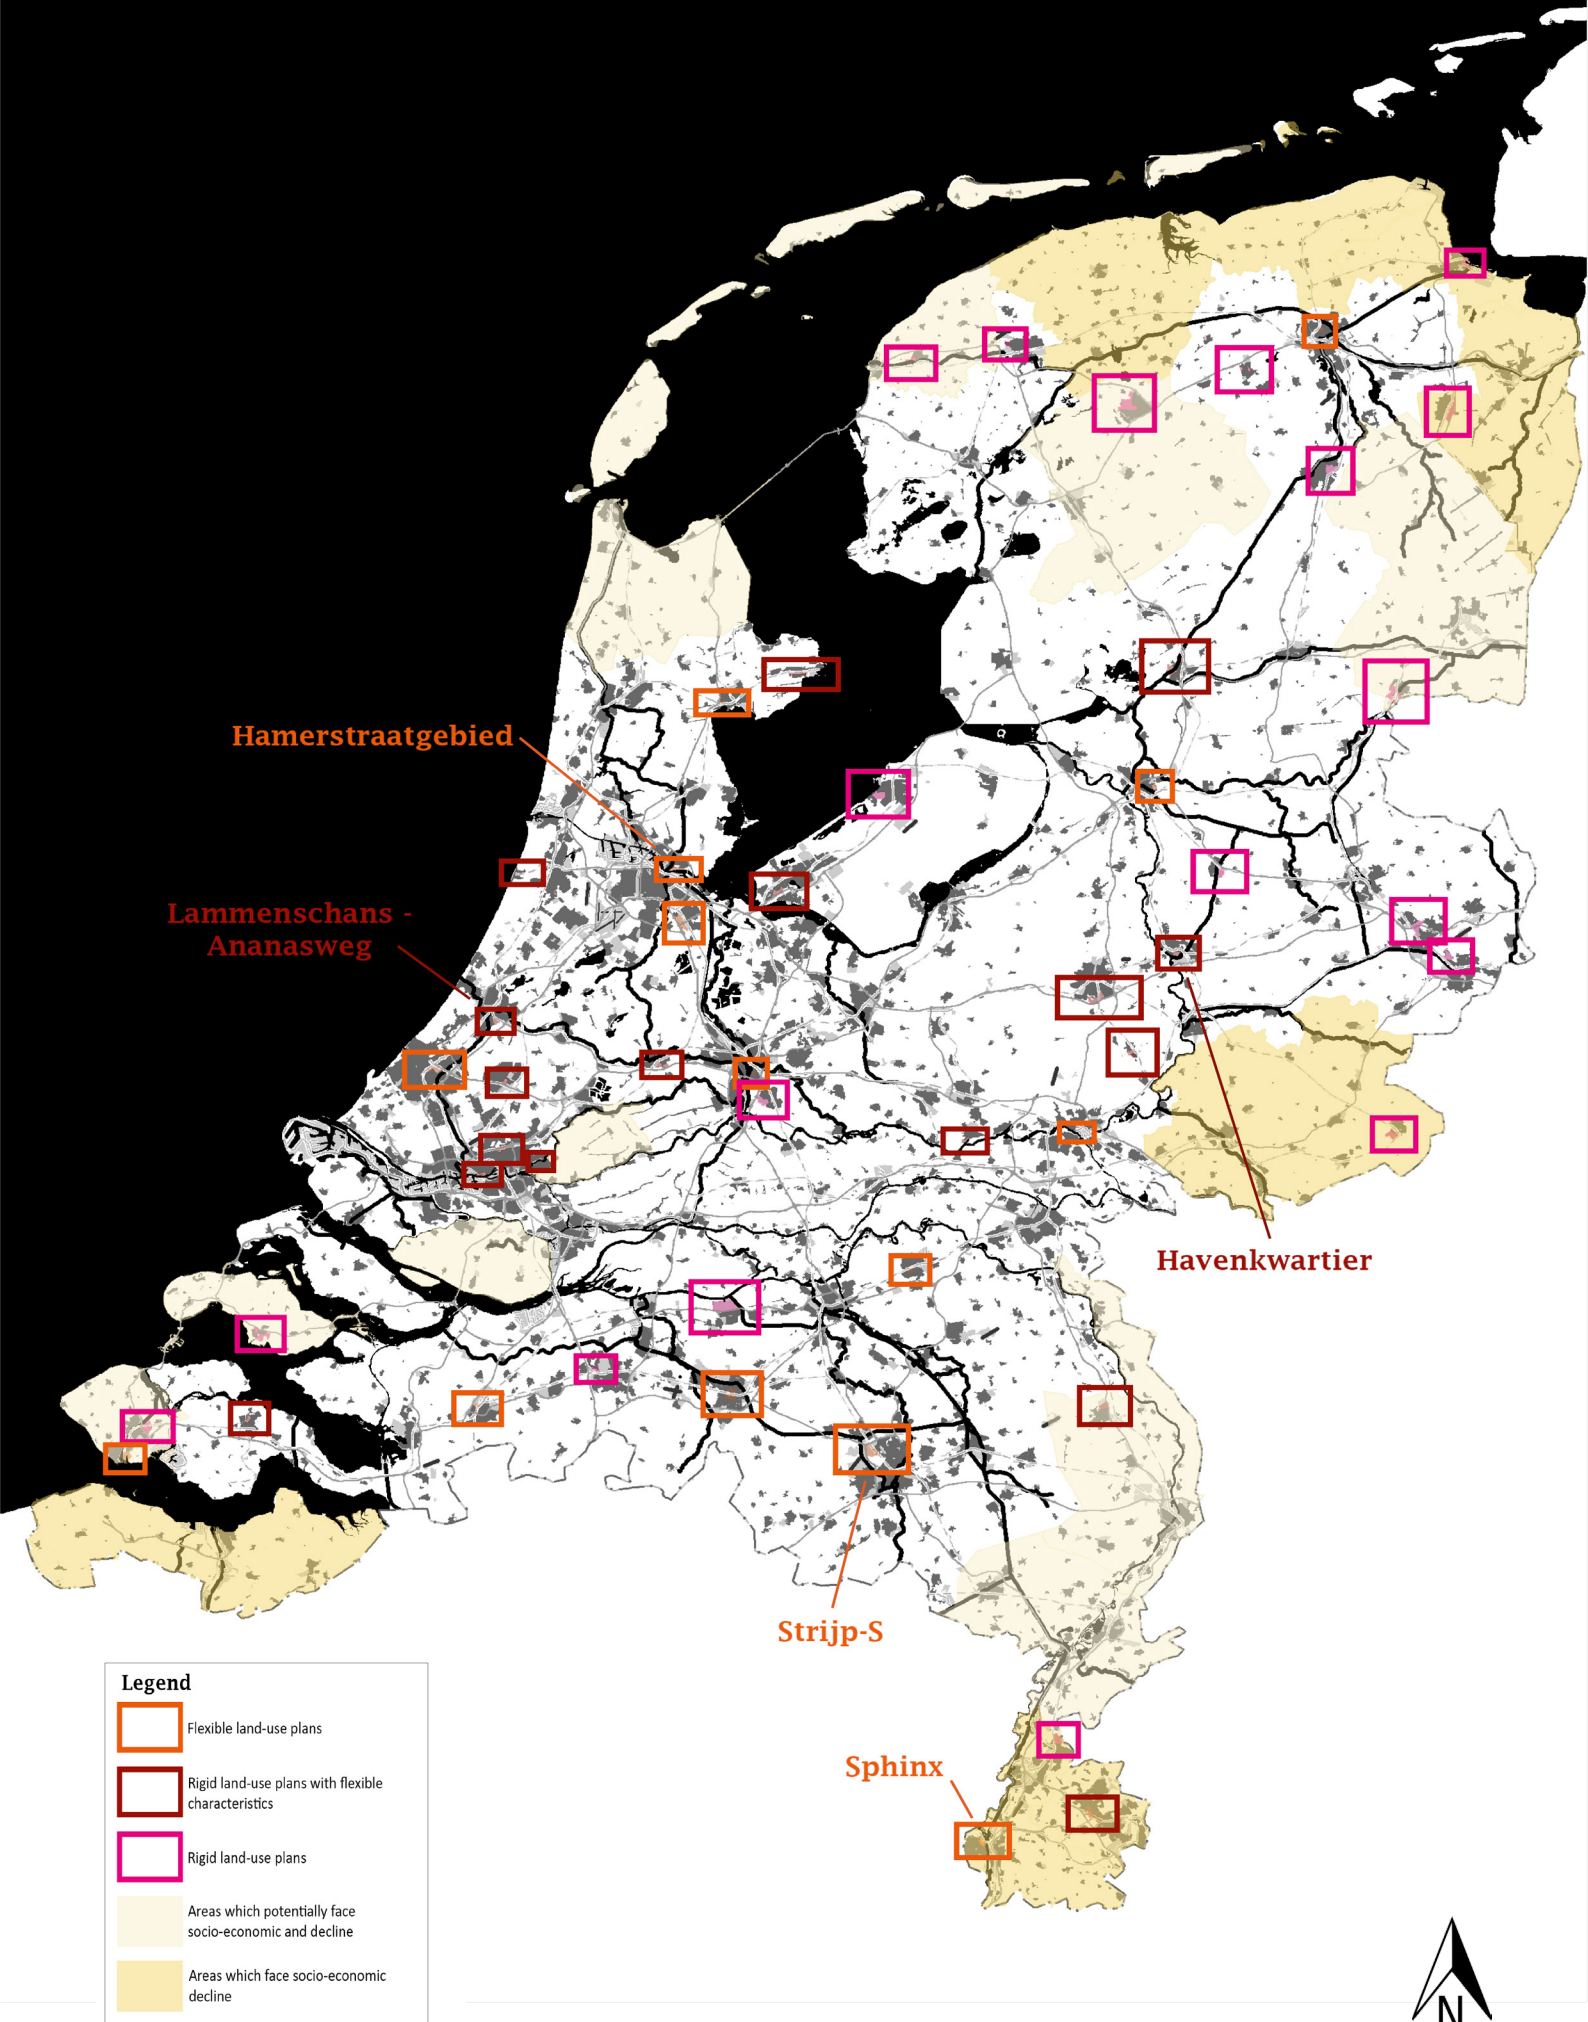 Hamerstraatgebied
Lammenschans -
Ananasweg
Havenkwartier
Strijp-S
Sphinx
Legend
Flexible land-use plans
Rigid land-use plans with flexible
characteristics
Rigid land-use plans
Areas which potentially face
socio-economic and decline
Areas which face socio-economic
decline
N